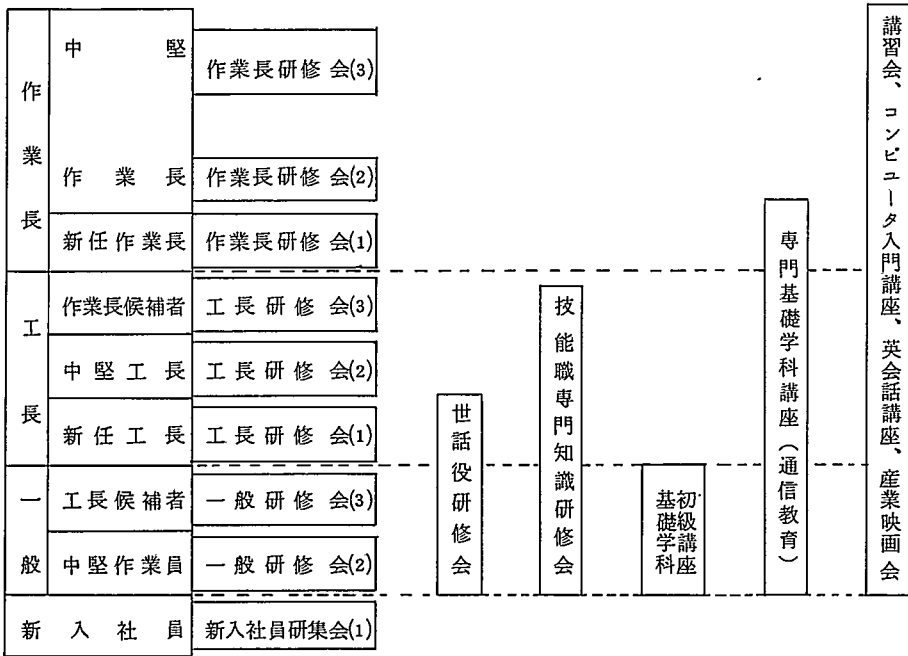 作業長
中堅
作業長研修会(3)
作業長
作業長研修会(2)
新任作業長
作業長研修会(1)
工長
作業長候補者
工長研修会(3)
中堅工長
工長研修会(2)
新任工長
工長研修会(1)
一般
工長候補者
一般研修会(3)
中堅作業員
一般研修会(2)
新入社員
新入社員研集会(1)
世話役研修会
技能職専門知識研修会
初級講座
基礎学科
専門基礎学科講座（通信教育）
講習会、コンピュータ入門講座、英会話講座、産業映画会